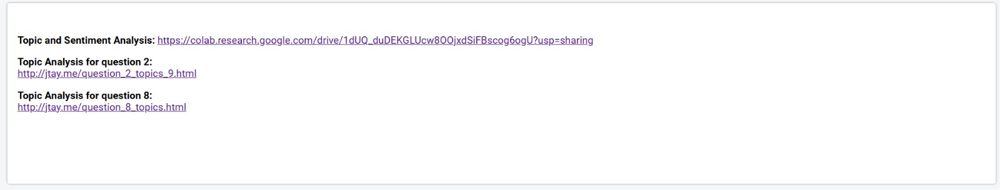 Topic and Sentiment Analysis: https://colab.research.google.com/drive/1dUQ_duDEKGLUcw8OOjxdSiFBscog6ogU?usp=sharing
Topic Analysis for question 2:
http://jtay.me/question_2_topics_9.html
Topic Analysis for question 8:
http://jtay.me/question_8_topics.html